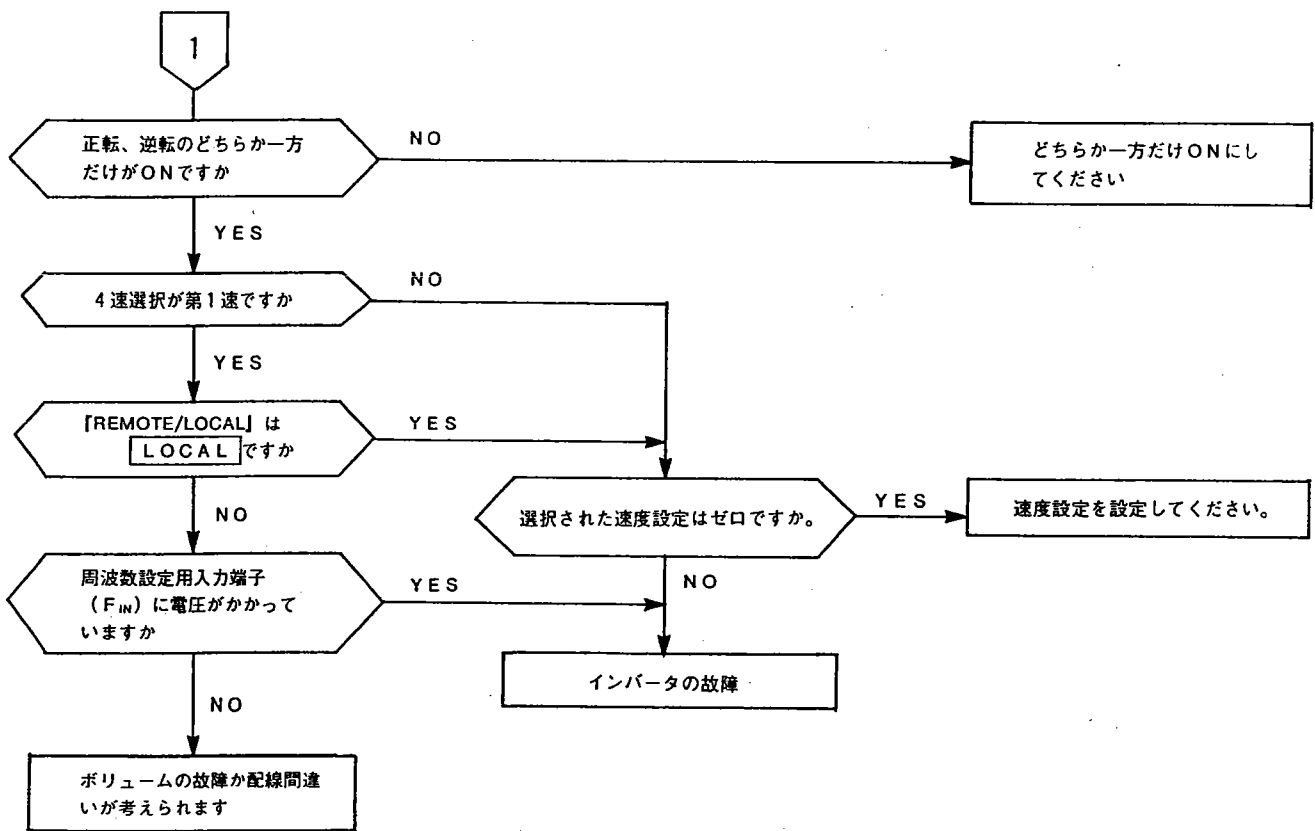 1
正転、逆転のどちらか一方
だけがONですか
NO
どちらか一方だけONにし
てください
YES
4速選択が第1速ですか
NO
YES
『REMOTE/LOCAL』は
LOCALですか
YES
NO
選択された速度設定はゼロですか。
YES
速度設定を設定してください。
周波数設定用入力端子
(FIN)に電圧がかかって
いますか
YES
NO
インバータの故障
NO
ボリュームの故障か配線間違
いが考えられます